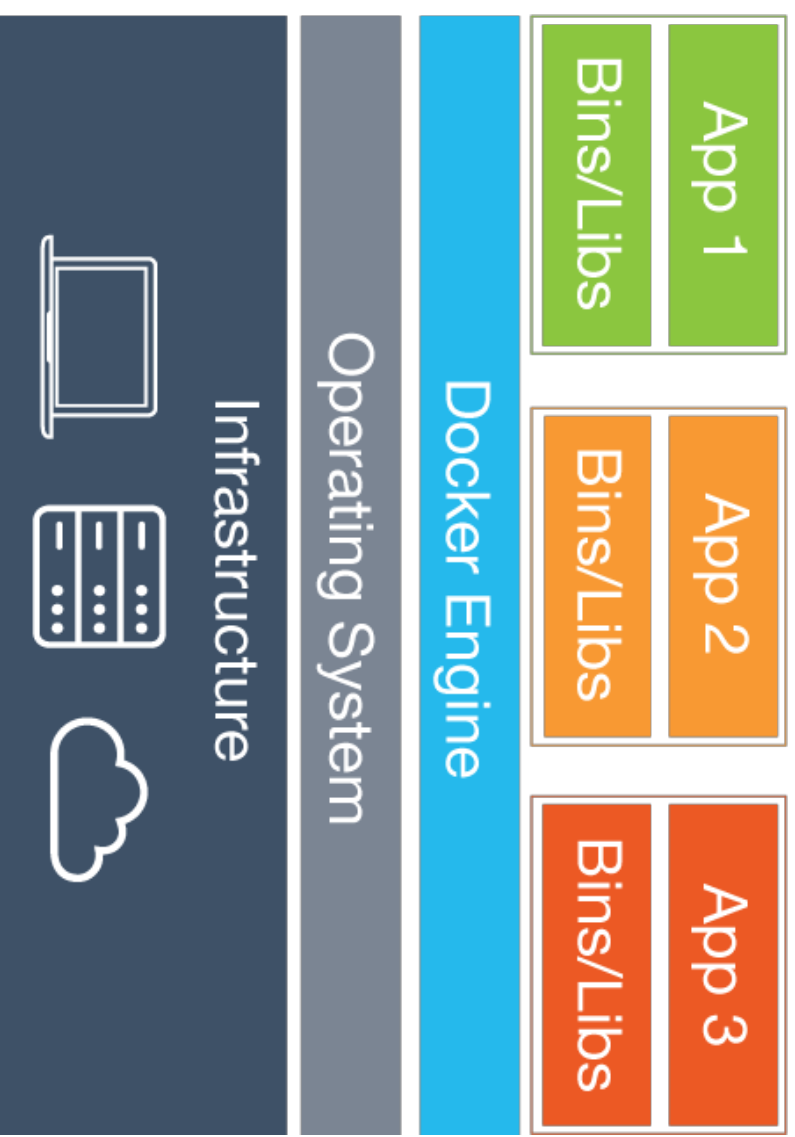 App 1
App 2
App 3
Bins/Libs
Bins/Libs
Bins/Libs
Docker Engine
Operating System
Infrastructure